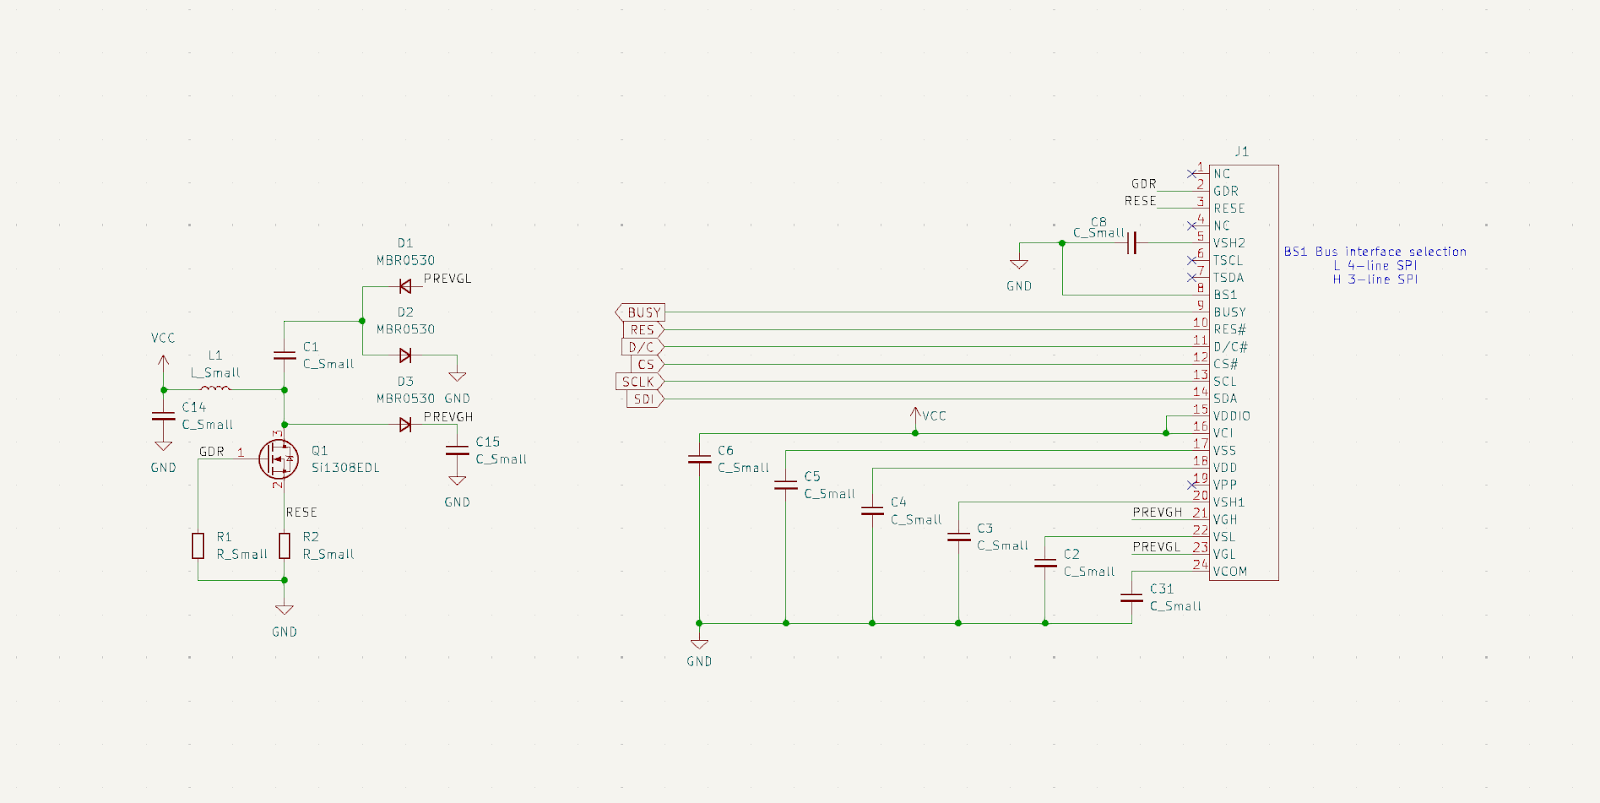 D1
MBR0530
PREVGL
D2
MBR0530
VCC
L1
L_Small
C1
C_Small
GND
D3
MBR0530
PREVGH
C14
C_Small
GND
GDR
1
3
2
Q1
Si1308EDL
C15
C_Small
GND
RESE
R1
R_Small
R2
R_Small
GND
J1
1 NC
GDR 2 GDR
RESE 3 RESE
4 NC
C8
C_Small
5 VSH2
6 TSCL
7 TSDA
GND
8 BS1
BS1 Bus interface selection
L 4-line SPI
H 3-line SPI
BUSY 9 BUSY
RES 10 RES#
D/C 11 D/C#
CS 12 CS#
SCLK 13 SCL
SDI 14 SDA
VCC 15 VDDIO
16 VCI
17 VSS
18 VDD
19 VPP
20 VSH1
PREVGH 21 VGH
22 VSL
PREVGL 23 VGL
24 VCOM
C6
C_Small
C5
C_Small
C4
C_Small
C3
C_Small
C2
C_Small
C31
C_Small
GND